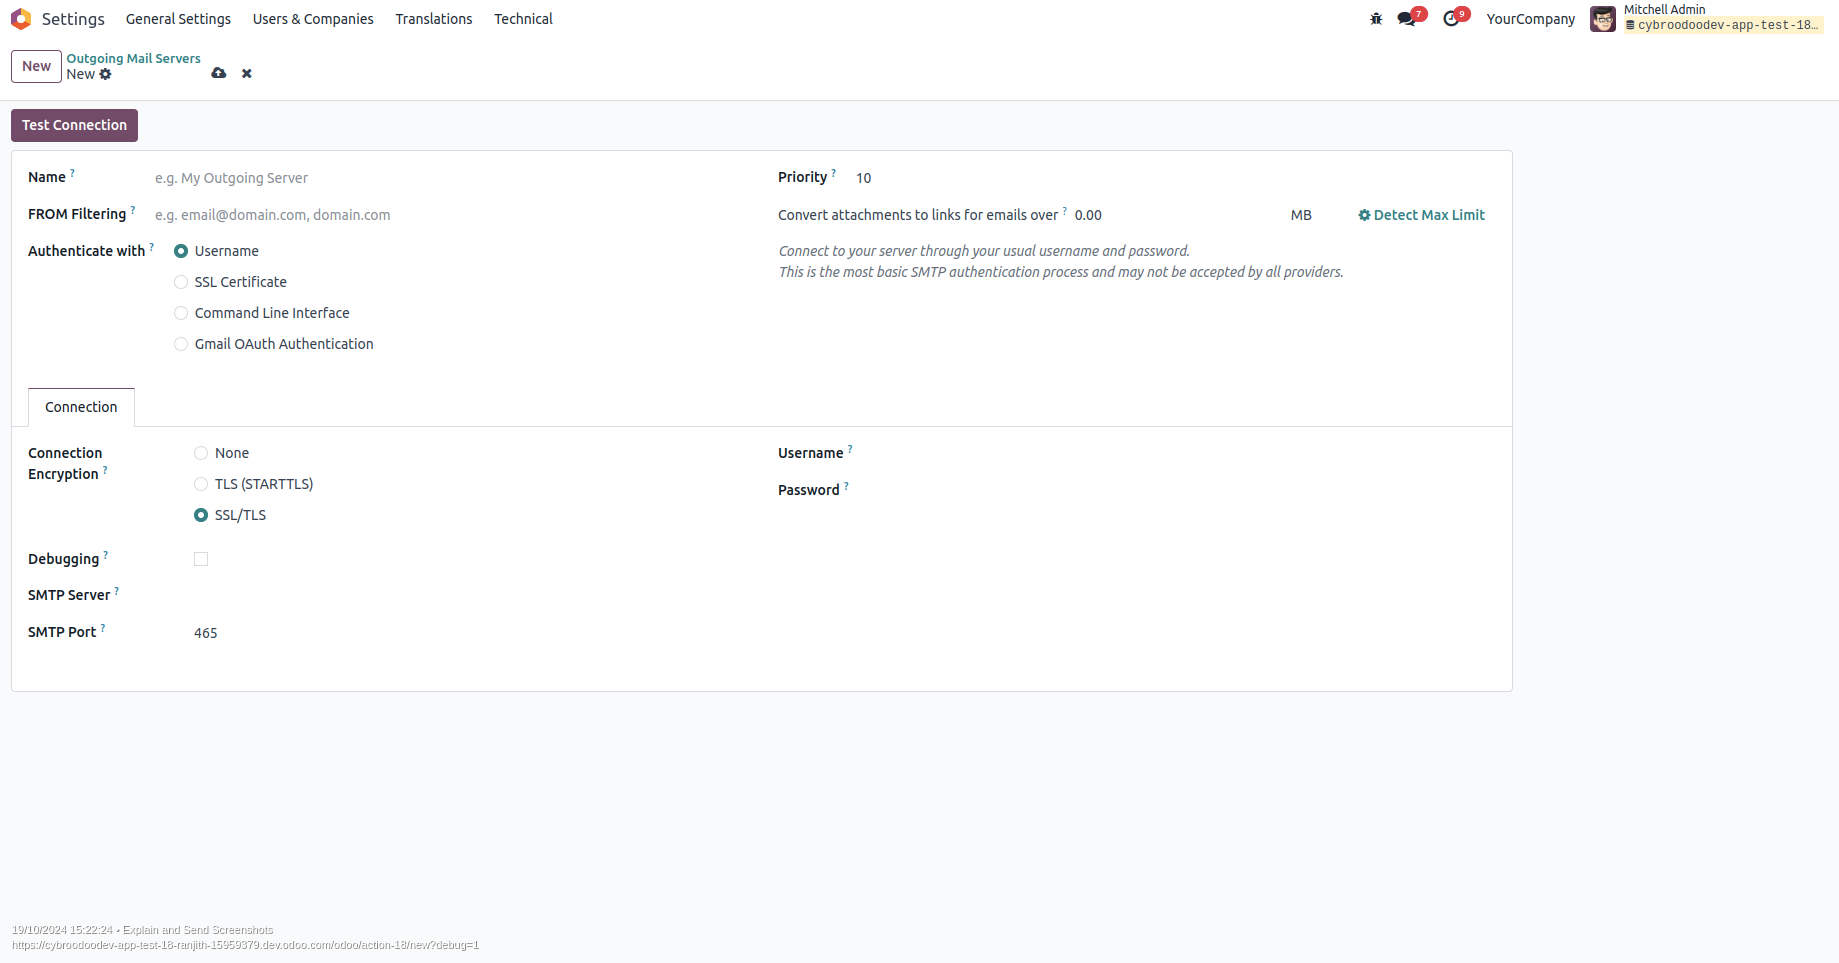 Settings General Settings Users & Companies Translations Technical 7 9 YourCompany Mitchell Admin
cybroodoodev-app-test-18...
New Outgoing Mail Servers
New
Test Connection
Name ? e.g. My Outgoing Server Priority ? 10
FROM Filtering ? e.g. email@domain.com, domain.com Convert attachments to links for emails over ? 0.00 MB Detect Max Limit
Authenticate with ? Username Connect to your server through your usual username and password.
This is the most basic SMTP authentication process and may not be accepted by all providers.
SSL Certificate
Command Line Interface
Gmail OAuth Authentication
Connection
Connection Encryption ? None Username ?
TLS (STARTTLS) Password ?
SSL/TLS
Debugging ?
SMTP Server ?
SMTP Port ? 465
19/10/2024 15:22:24 • Explain and Send Screenshots
https://cybroodoodev-app-test-18-ranjith-15959379.dev.odoo.com/odoo/action-18/new?debug=1